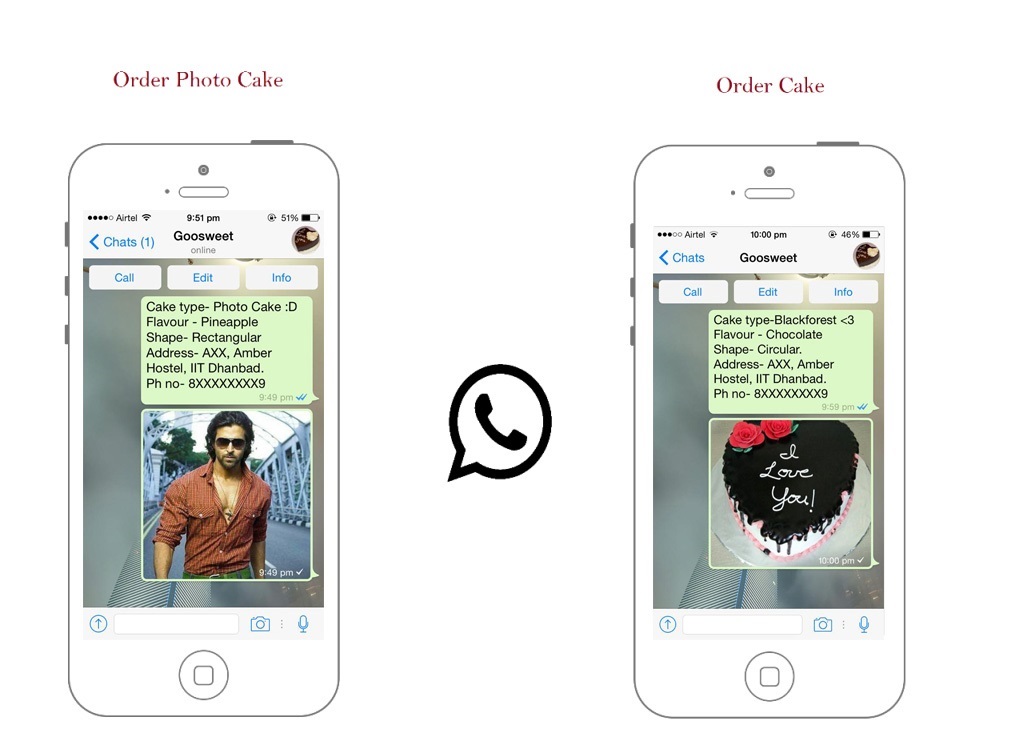 Order Photo Cake
Airtel 9:51 pm 51%
Chats (1) Goosweet
online
Call Edit Info
Cake type- Photo Cake :D
Flavour - Pineapple
Shape- Rectangular
Address- AXX, Amber
Hostel, IIT Dhanbad.
Ph no- 8XXXXXXXX9
9:49 pm
9:49 pm
Order Cake
Airtel 10:00 pm 46%
Chats Goosweet
Call Edit Info
Cake type-Blackforest <3
Flavour - Chocolate
Shape- Circular.
Address- AXX, Amber
Hostel, IIT Dhanbad.
Ph no- 8XXXXXXXX9
9:59 pm
I
Love
You!
10:00 pm